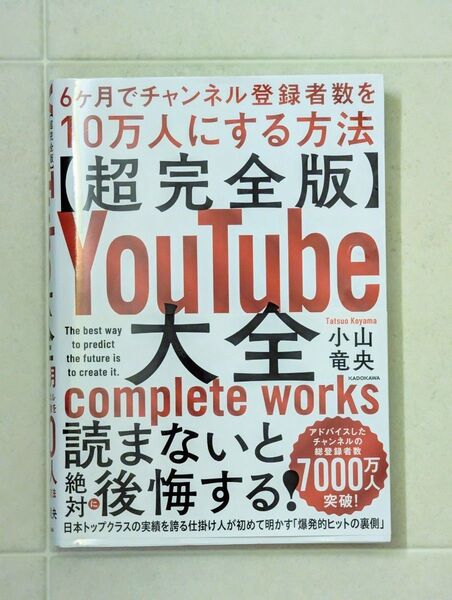 6ヶ月でチャンネル登録者数を
10万人にする方法
【超完全版】
YouTube
大全
Tatsuo Koyama
小山
竜央
KADOKAWA
The best way
to predict
the future is
to create it.
complete works
読まないと
絶対に後悔する!
アドバイスした
チャンネルの
総登録者数
7000万人
突破!
日本トップクラスの実績を誇る仕掛け人が初めて明かす「爆発的ヒットの裏側」